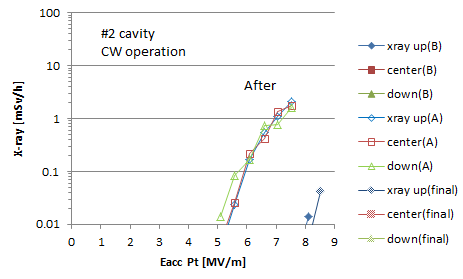 #2 cavity
CW operation
After
X-ray [mSv/h]
100
10
1
0.1
0.01
0 1 2 3 4 5 6 7 8 9
Eacc Pt [MV/m]
xray up(B)
center(B)
down(B)
xray up(A)
center(A)
down(A)
xray up(final)
center(final)
down(final)